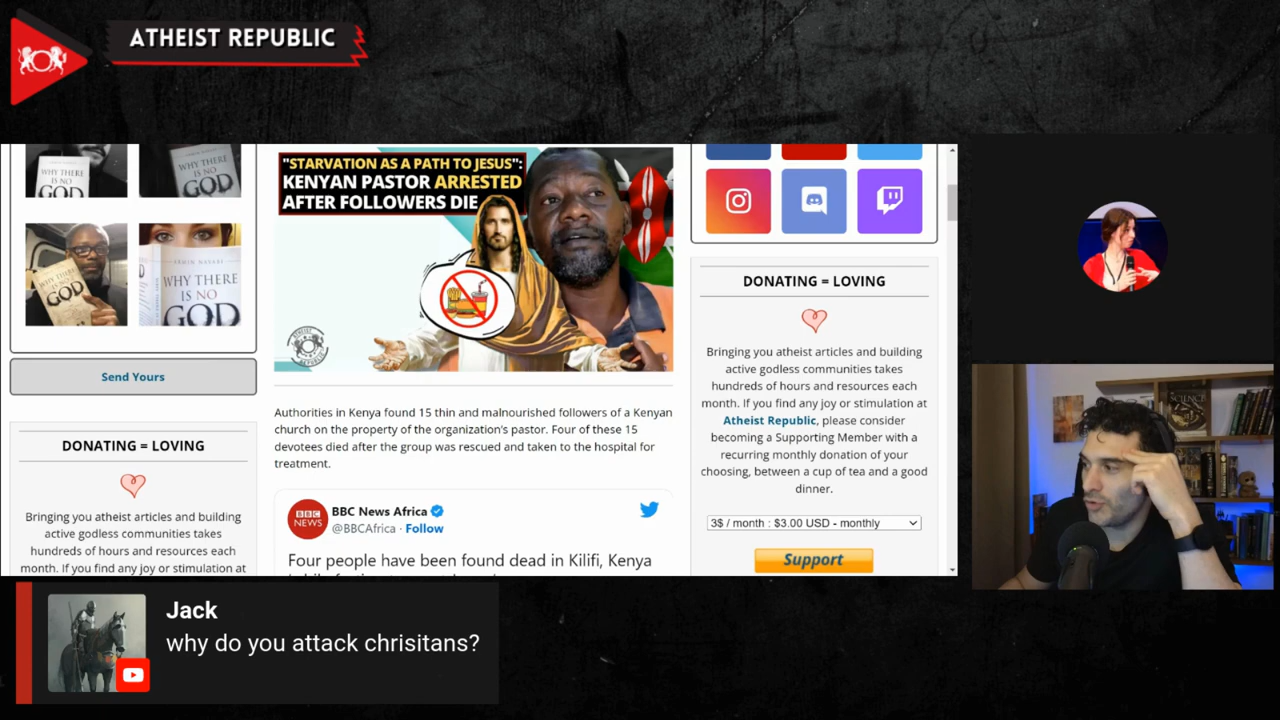 ATHEIST REPUBLIC
WHY THERE
IS NO
GOD
WHY THERE
IS NO
GOD
WHY THERE
IS NO
GOD
ARMIN NAVABI
WHY THERE
IS NO
GOD
Send Yours
DONATING = LOVING
Bringing you atheist articles and building
active godless communities takes
hundreds of hours and resources each
month. If you find any joy or stimulation at
"STARVATION AS A PATH TO JESUS":
KENYAN PASTOR ARRESTED
AFTER FOLLOWERS DIE
ATHEIST
REPUBLIC
Authorities in Kenya found 15 thin and malnourished followers of a Kenyan
church on the property of the organization's pastor. Four of these 15
devotees died after the group was rescued and taken to the hospital for
treatment.
BBC
NEWS
BBC News Africa
@BBCAfrica · Follow
Four people have been found dead in Kilifi, Kenya
DONATING = LOVING
Bringing you atheist articles and building
active godless communities takes
hundreds of hours and resources each
month. If you find any joy or stimulation at
Atheist Republic, please consider
becoming a Supporting Member with a
recurring monthly donation of your
choosing, between a cup of tea and a good
dinner.
3$ / month : $3.00 USD - monthly
Support
SCIENCE
Jack
why do you attack chrisitans?